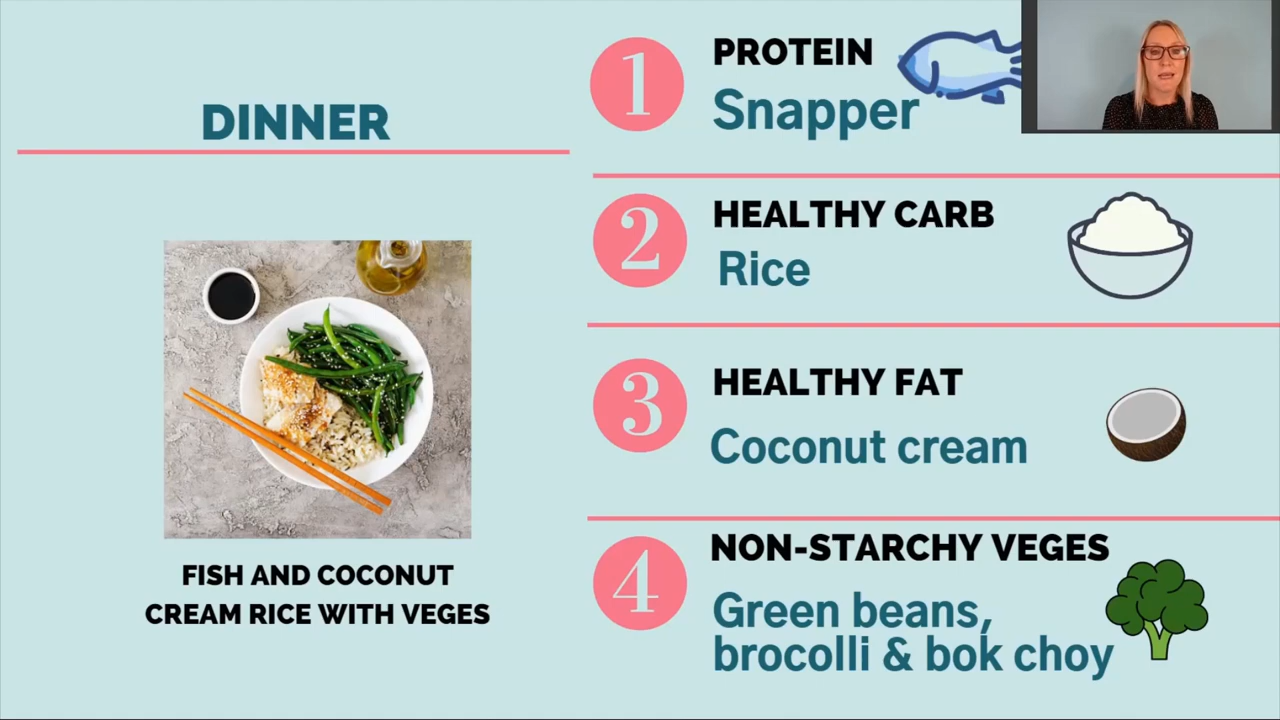 DINNER
FISH AND COCONUT
CREAM RICE WITH VEGES
1
PROTEIN
Snapper
2
HEALTHY CARB
Rice
3
HEALTHY FAT
Coconut cream
4
NON-STARCHY VEGES
Green beans,
brocolli & bok choy